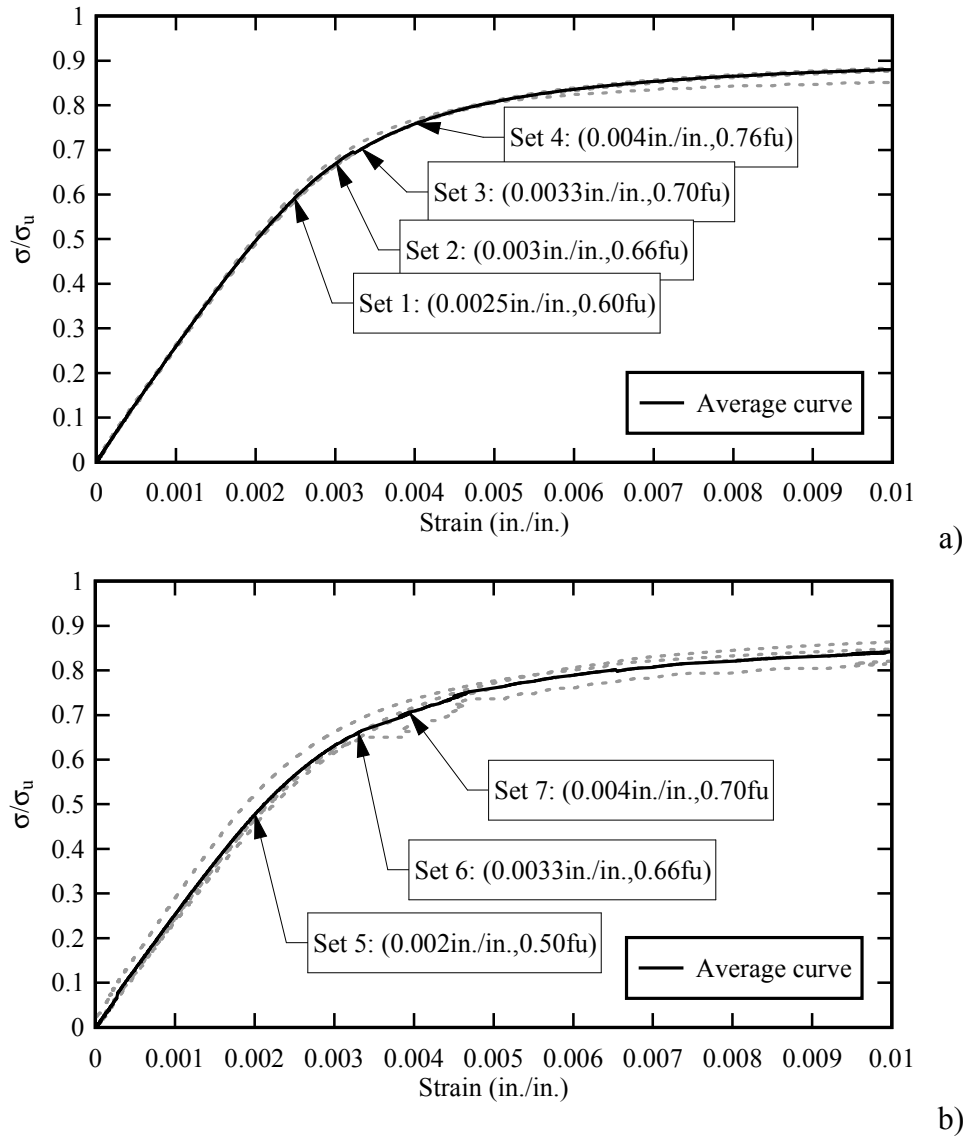 1
0.9
0.8
0.7
0.6
0.5
0.4
0.3
0.2
0.1
0
σ/σu
Set 4: (0.004in./in.,0.76fu)
Set 3: (0.0033in./in.,0.70fu)
Set 2: (0.003in./in.,0.66fu)
Set 1: (0.0025in./in.,0.60fu)
Average curve
0 0.001 0.002 0.003 0.004 0.005 0.006 0.007 0.008 0.009 0.01
Strain (in./in.)
a)
1
0.9
0.8
0.7
0.6
0.5
0.4
0.3
0.2
0.1
0
σ/σu
Set 7: (0.004in./in.,0.70fu
Set 6: (0.0033in./in.,0.66fu)
Set 5: (0.002in./in.,0.50fu)
Average curve
0 0.001 0.002 0.003 0.004 0.005 0.006 0.007 0.008 0.009 0.01
Strain (in./in.)
b)